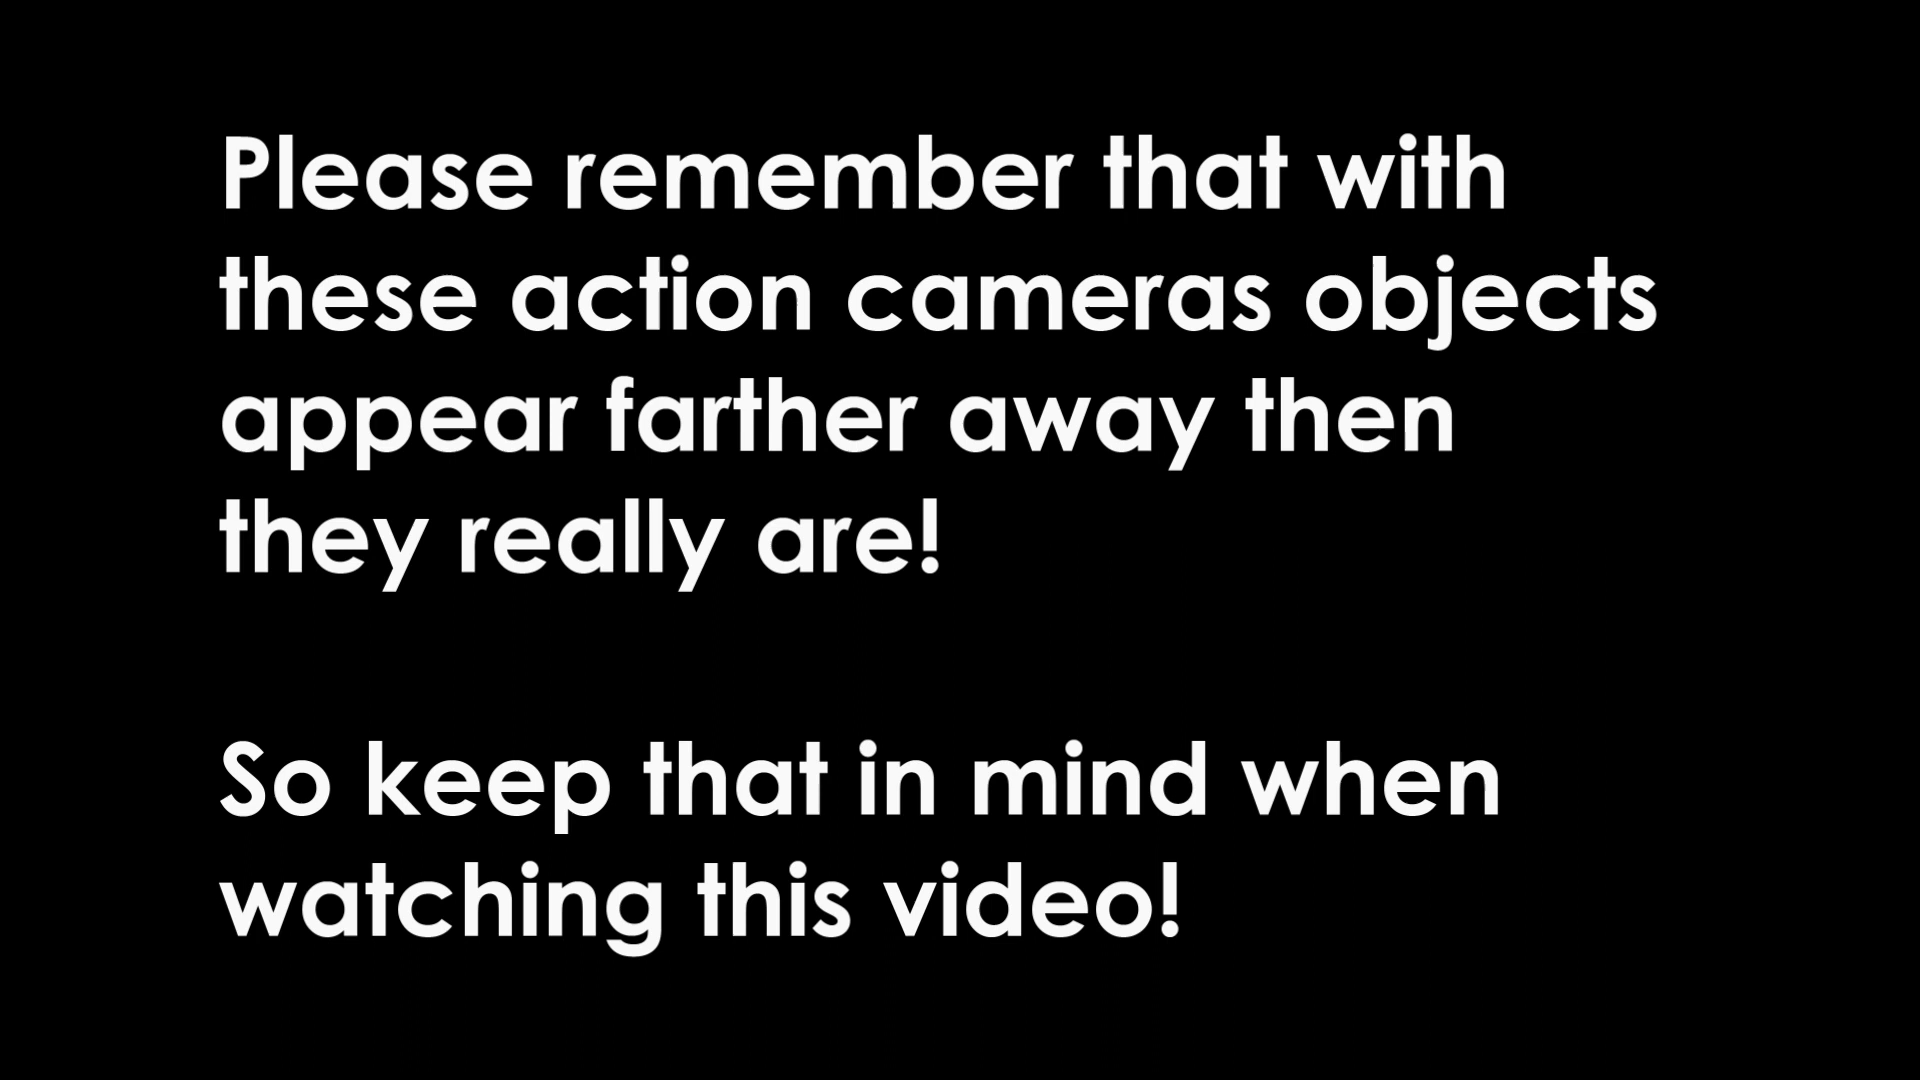 Please remember that with
these action cameras objects
appear farther away then
they really are!
So keep that in mind when
watching this video!